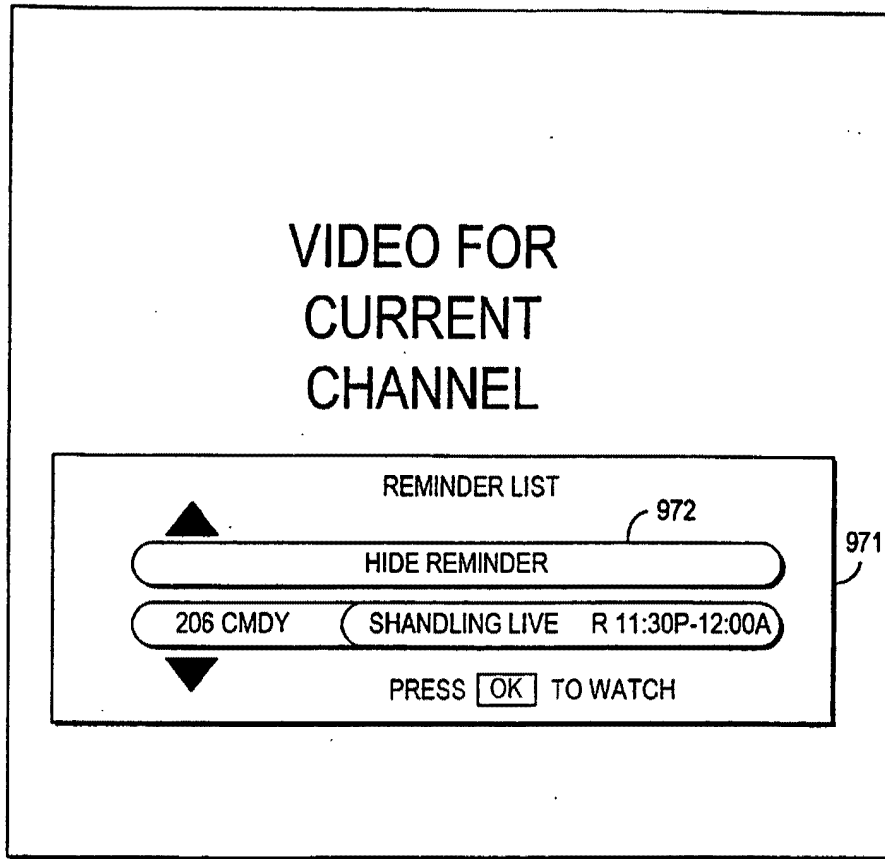 VIDEO FOR
CURRENT
CHANNEL
REMINDER LIST
972
HIDE REMINDER
971
206 CMDY SHANDLING LIVE R 11:30P-12:00A
PRESS OK TO WATCH